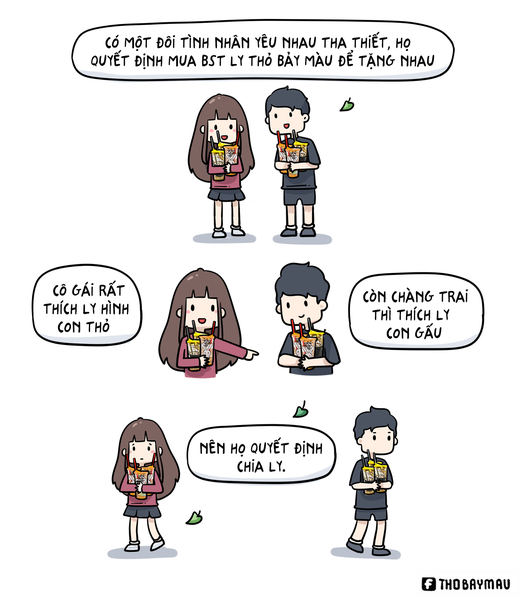 CÓ MỘT ĐÔI TÌNH NHÂN YÊU NHAU THA THIẾT, HỌ
QUYẾT ĐỊNH MUA BST LY THỎ BẢY MÀU ĐỂ TẶNG NHAU
CÔ GÁI RẤT
THÍCH LY HÌNH
CON THỎ
CÒN CHÀNG TRAI
THÌ THÍCH LY
CON GẤU
NÊN HỌ QUYẾT ĐỊNH
CHIA LY.
THOBAYMAU